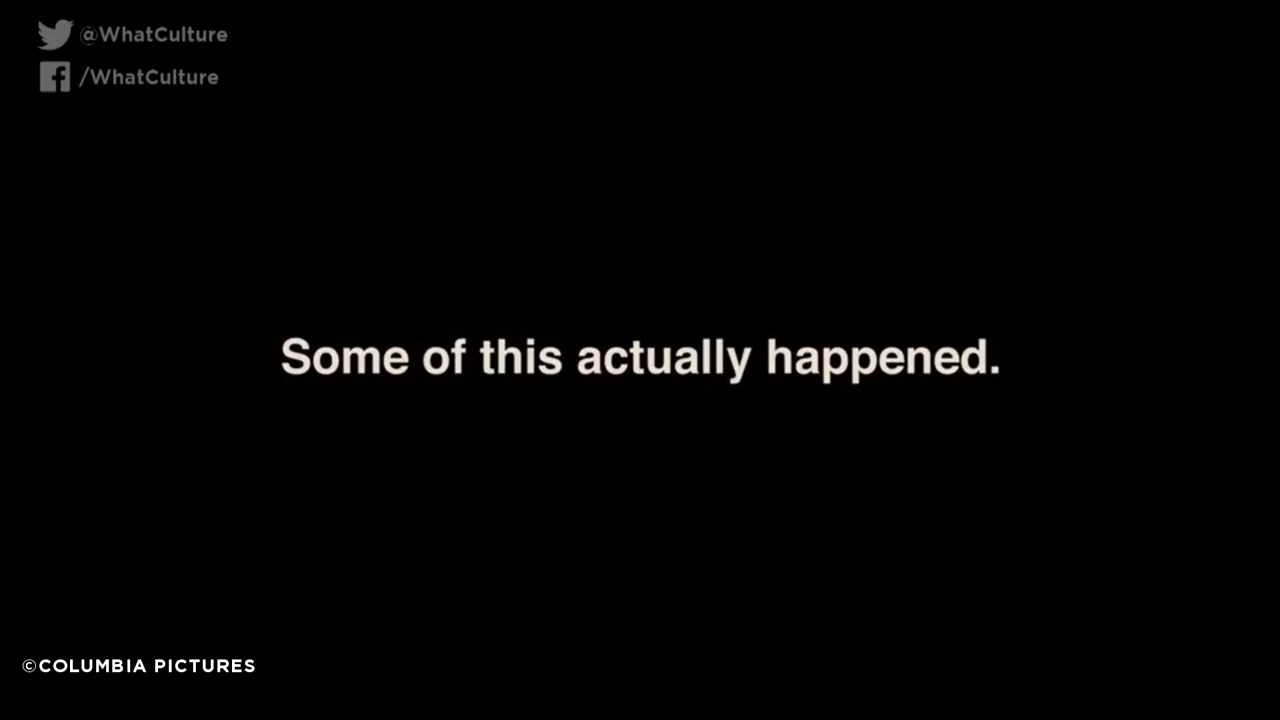 @WhatCulture
/WhatCulture
Some of this actually happened.
©COLUMBIA PICTURES